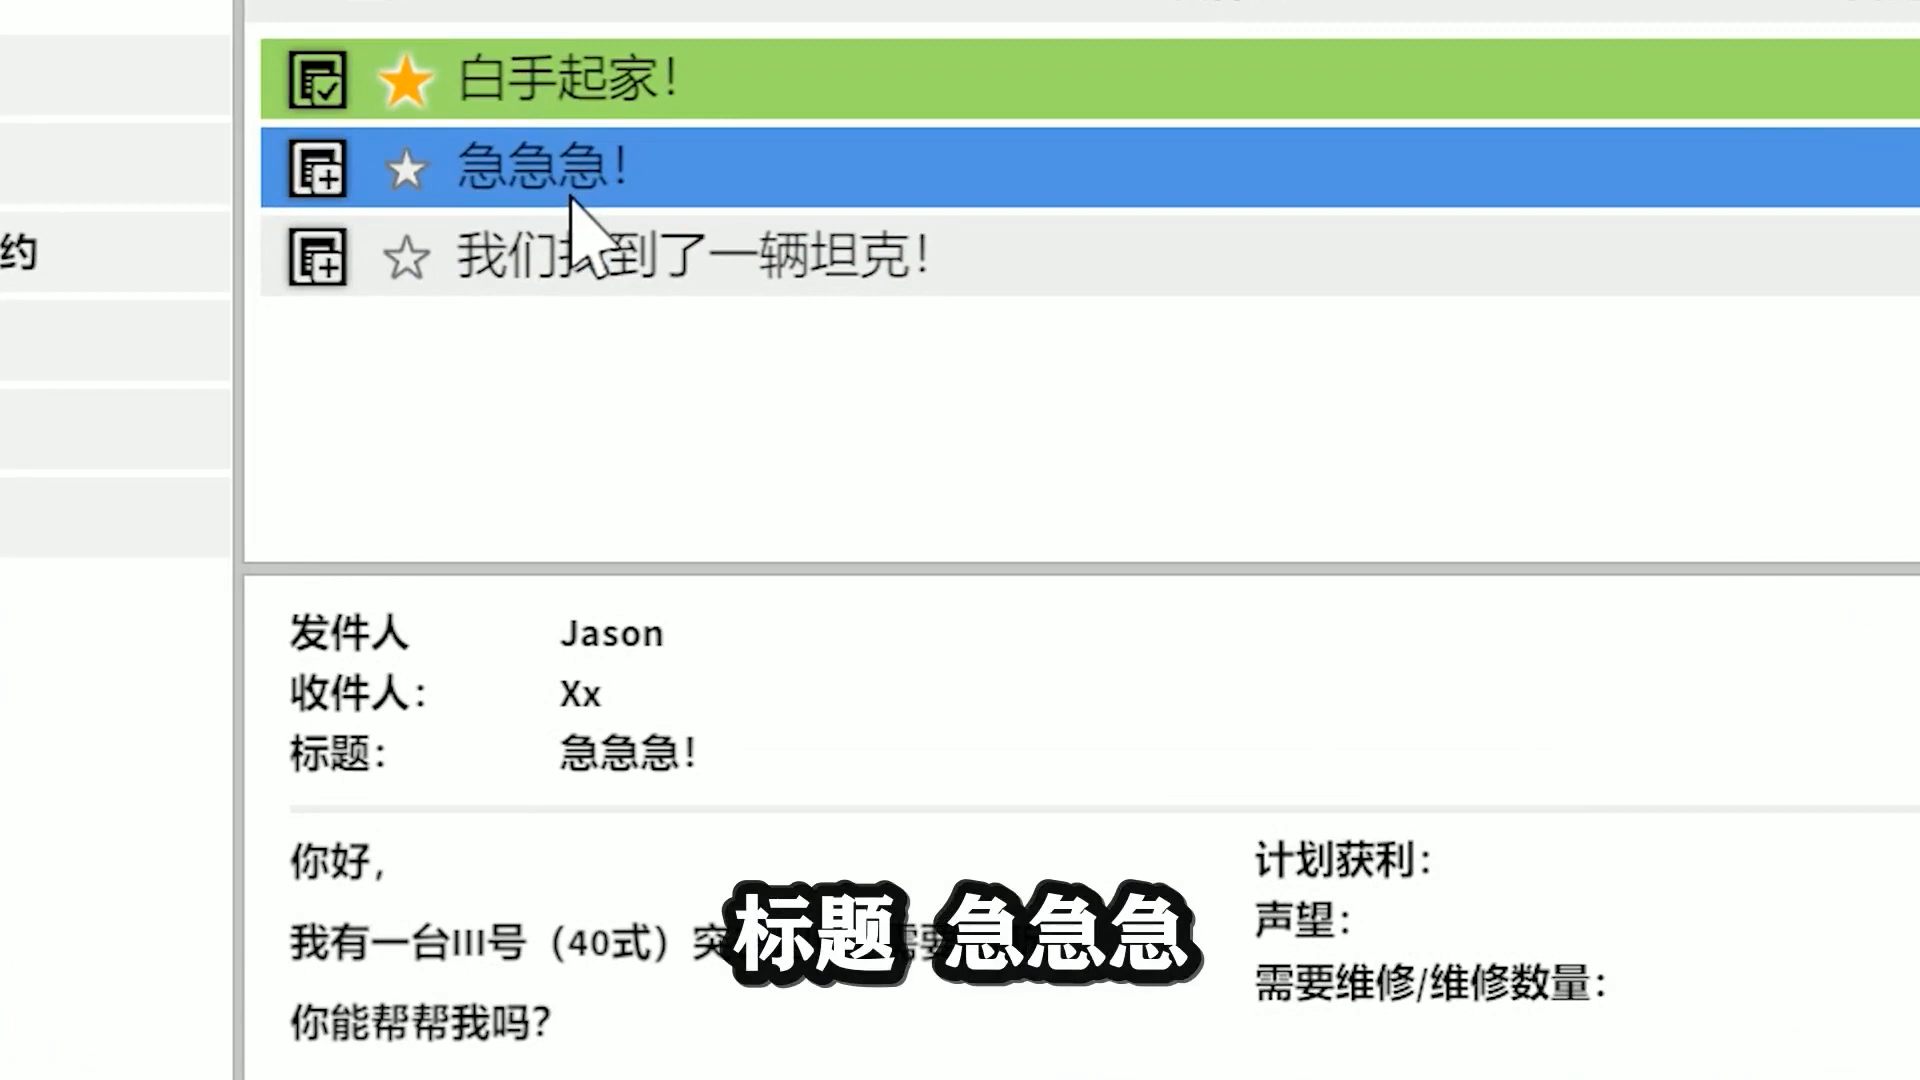 白手起家！
急急急！
约
我们找到了一辆坦克！
发件人 Jason
收件人： Xx
标题： 急急急！
你好，
计划获利：
声望：
我有一台III号（40式）突
标题 急急急
需要维修/维修数量：
你能帮帮我吗？